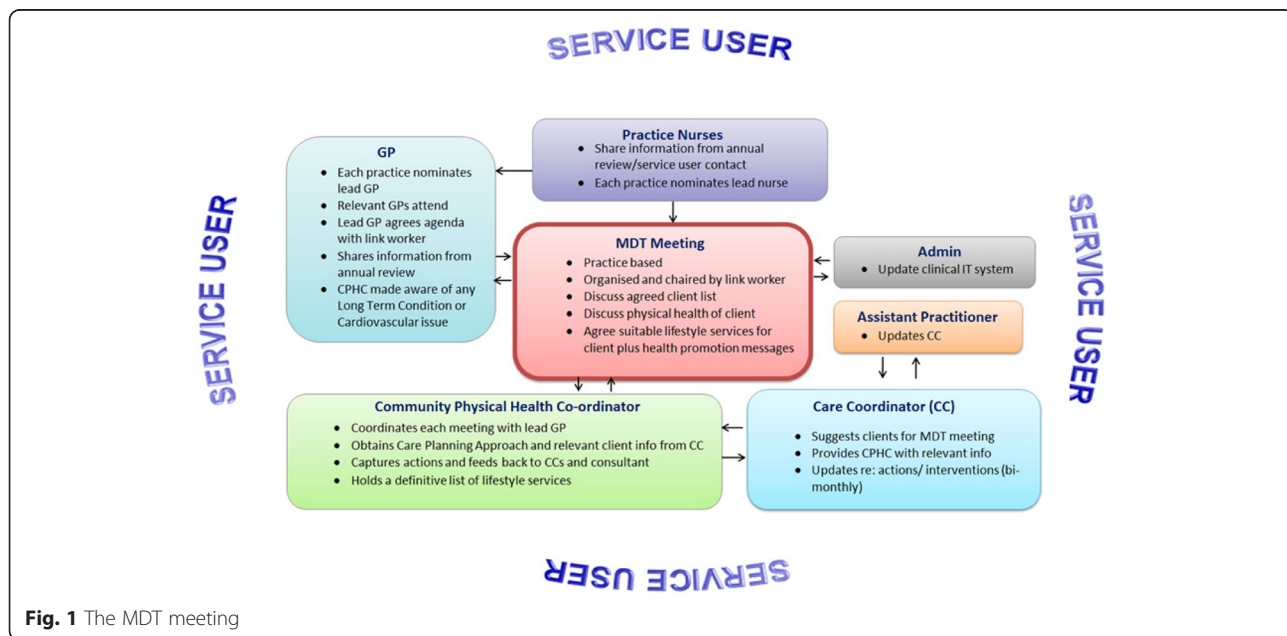 SERVICE USER
Practice Nurses
• Share information from annual
review/service user contact
• Each practice nominates lead nurse
GP
• Each practice nominates
lead GP
• Relevant GPs attend
• Lead GP agrees agenda
with link worker
• Shares information from
annual review
• CPHC made aware of any
Long Term Condition or
Cardiovascular issue
SERVICE USER
MDT Meeting
• Practice based
• Organised and chaired by link worker
• Discuss agreed client list
• Discuss physical health of client
• Agree suitable lifestyle services for
client plus health promotion messages
Admin
• Update clinical IT system
Assistant Practitioner
• Updates CC
SERVICE USER
Community Physical Health Co-ordinator
• Coordinates each meeting with lead GP
• Obtains Care Planning Approach and relevant client info from CC
• Captures actions and feeds back to CCs and consultant
• Holds a definitive list of lifestyle services
Care Coordinator (CC)
• Suggests clients for MDT meeting
• Provides CPHC with relevant info
• Updates re: actions/ interventions (bi-
monthly)
SERVICE USER
Fig. 1 The MDT meeting